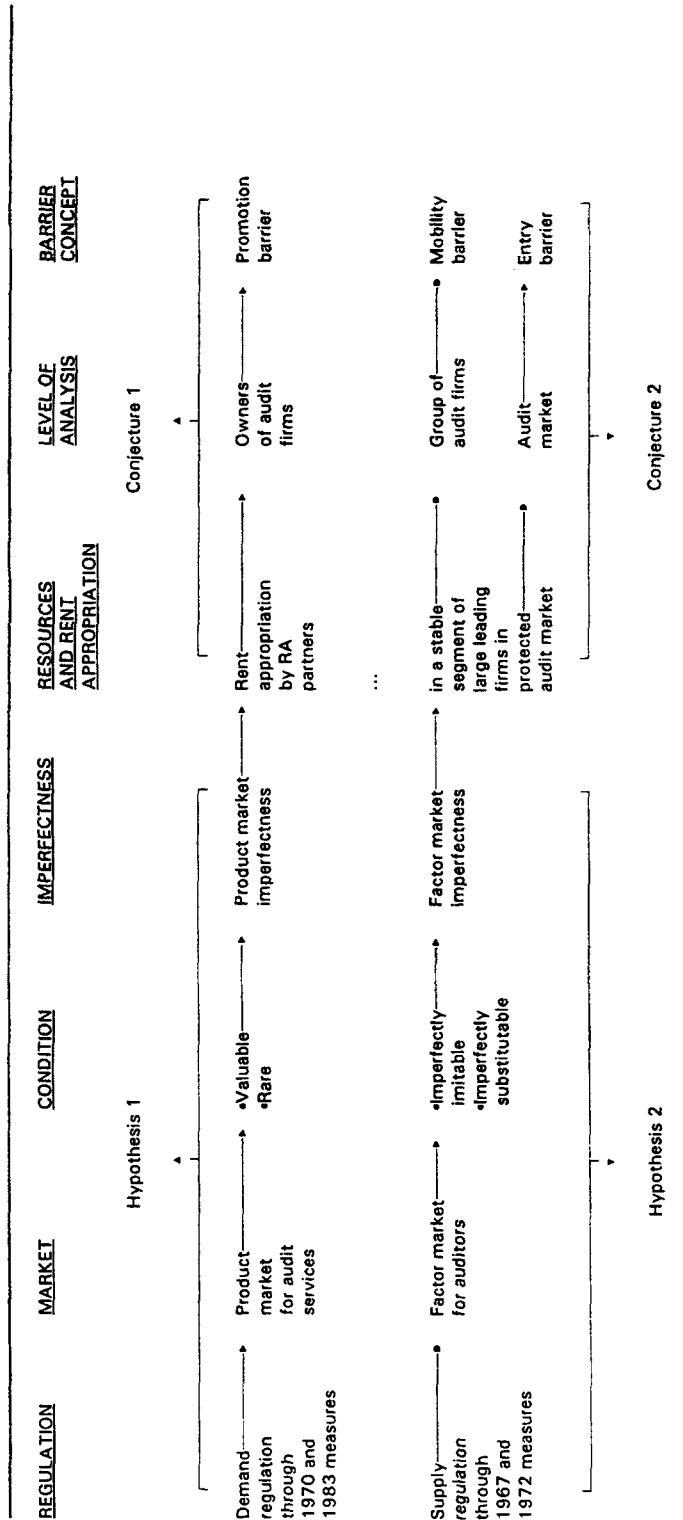 REGULATION
MARKET
CONDITION
IMPERFECTNESS
RESOURCES
AND RENT
APPROPRIATION
LEVEL OF
ANALYSIS
BARRIER
CONCEPT
Hypothesis 1
Conjecture 1
Demand
regulation
through
1970 and
1983 measures
Product
market
for audit
services
•Valuable
•Rare
Product market
imperfectness
Rent
appropriation
by RA
partners
Owners
of audit
firms
Promotion
barrier
...
Supply
regulation
through
1967 and
1972 measures
Factor market
for auditors
•Imperfectly
imitable
•Imperfectly
substitutable
Factor market
imperfectness
in a stable
segment of
large leading
firms in
protected
audit market
Group of
audit firms
Audit
market
Mobility
barrier
Entry
barrier
Hypothesis 2
Conjecture 2